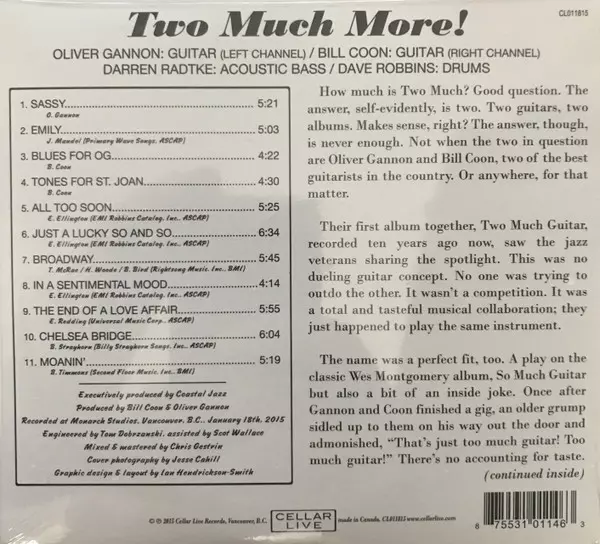 Two Much More!
CL011815
OLIVER GANNON: GUITAR (LEFT CHANNEL) / BILL COON: GUITAR (RIGHT CHANNEL)
DARREN RADTKE: ACOUSTIC BASS / DAVE ROBBINS: DRUMS
1. SASSY 5:21
O. Gannon
2. EMILY 5:03
J. Mandel (Primary Wave Songs, ASCAP)
3. BLUES FOR OG 4:22
B. Coon
4. TONES FOR ST. JOAN 4:30
B. Coon
5. ALL TOO SOON 5:25
E. Ellington (EMI Robbins Catalog, Inc., ASCAP)
6. JUST A LUCKY SO AND SO 6:34
E. Ellington (EMI Robbins Catalog, Inc., ASCAP)
7. BROADWAY 5:45
T. McRae / H. Woode / B. Bird (Rightsong Music, Inc., BMI)
8. IN A SENTIMENTAL MOOD 4:14
E. Ellington (EMI Robbins Catalog, Inc., ASCAP)
9. THE END OF A LOVE AFFAIR 5:55
E. Redding (Universal Music Corp., ASCAP)
10. CHELSEA BRIDGE 6:04
B. Strayhorn (Billy Strayhorn Songs, Inc., ASCAP)
11. MOANIN' 5:19
B. Timmons (Second Floor Music, Inc., BMI)
Executively produced by Coastal Jazz
Produced by Bill Coon & Oliver Gannon
Recorded at Monarch Studios, Vancouver, B.C., January 18th, 2015
Engineered by Tom Dobrzanski, assisted by Scot Wallace
Mixed & mastered by Chris Gestrin
Cover photography by Jesse Cahill
Graphic design & layout by Ian Hendrickson-Smith
How much is Two Much? Good question. The
answer, self-evidently, is two. Two guitars, two
albums. Makes sense, right? The answer, though,
is never enough. Not when the two in question
are Oliver Gannon and Bill Coon, two of the best
guitarists in the country. Or anywhere, for that
matter.
Their first album together, Two Much Guitar,
recorded ten years ago now, saw the jazz
veterans sharing the spotlight. This was no
dueling guitar concept. No one was trying to
outdo the other. It wasn't a competition. It was
a total and tasteful musical collaboration; they
just happened to play the same instrument.
The name was a perfect fit, too. A play on the
classic Wes Montgomery album, So Much Guitar
but also a bit of an inside joke. Once after
Gannon and Coon finished a gig, an older grump
sidled up to them on his way out the door and
admonished, “That's just too much guitar! Too
much guitar!” There's no accounting for taste.
(continued inside)
© ℗ 2015 Cellar Live Records, Vancouver, B.C.
CELLAR
LIVE
made in Canada, CL011815 www.cellarlive.com
6 75531 01146 3